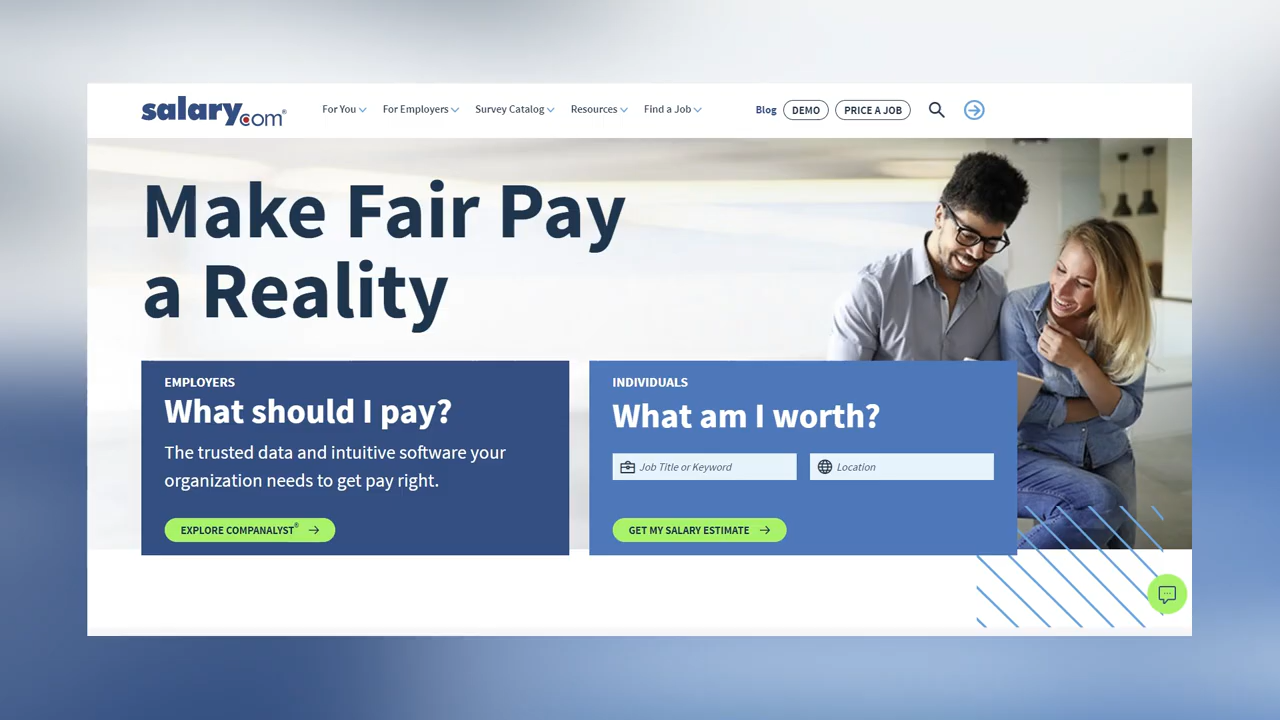 salary.com®
For You
For Employers
Survey Catalog
Resources
Find a Job
Blog
DEMO
PRICE A JOB
Make Fair Pay
a Reality
EMPLOYERS
What should I pay?
The trusted data and intuitive software your
organization needs to get pay right.
EXPLORE COMPANALYST®
INDIVIDUALS
What am I worth?
Job Title or Keyword
Location
GET MY SALARY ESTIMATE